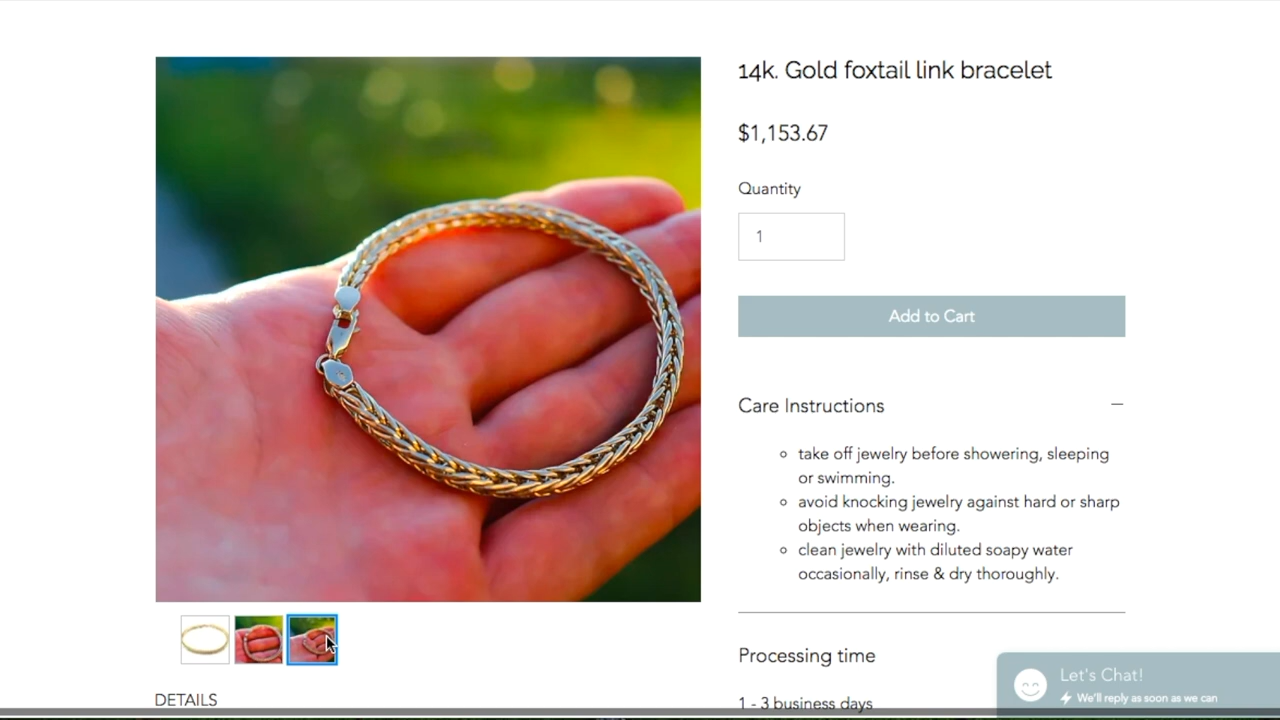 14k. Gold foxtail link bracelet
$1,153.67
Quantity
1
Add to Cart
Care Instructions
take off jewelry before showering, sleeping
or swimming.
avoid knocking jewelry against hard or sharp
objects when wearing.
clean jewelry with diluted soapy water
occasionally, rinse & dry thoroughly.
Processing time
1 - 3 business days
DETAILS
Let's Chat!
We'll reply as soon as we can